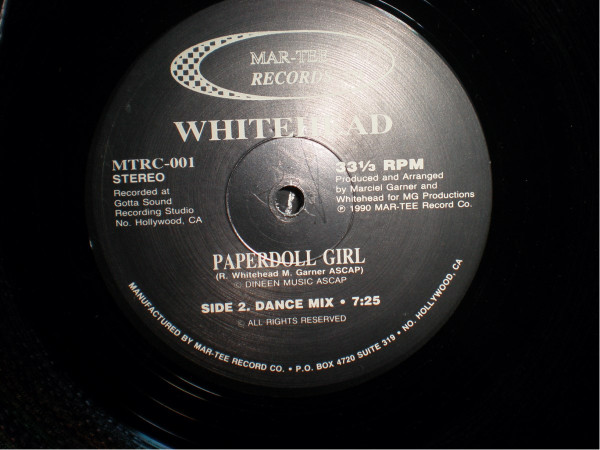 MAR-TEE
RECORDS
WHITEHEAD
MTRC-001
STEREO
Recorded at
Gotta Sound
Recording Studio
No. Hollywood, CA
33⅓ RPM
Produced and Arranged
by Marciel Garner and
Whitehead for MG Productions
℗ 1990 MAR-TEE Record Co.
PAPERDOLL GIRL
(R. Whitehead M. Garner ASCAP)
© DINEEN MUSIC ASCAP
SIDE 2. DANCE MIX • 7:25
© ALL RIGHTS RESERVED
MANUFACTURED BY MAR-TEE RECORD CO. • P.O. BOX 4720 SUITE 319 • NO. HOLLYWOOD, CA